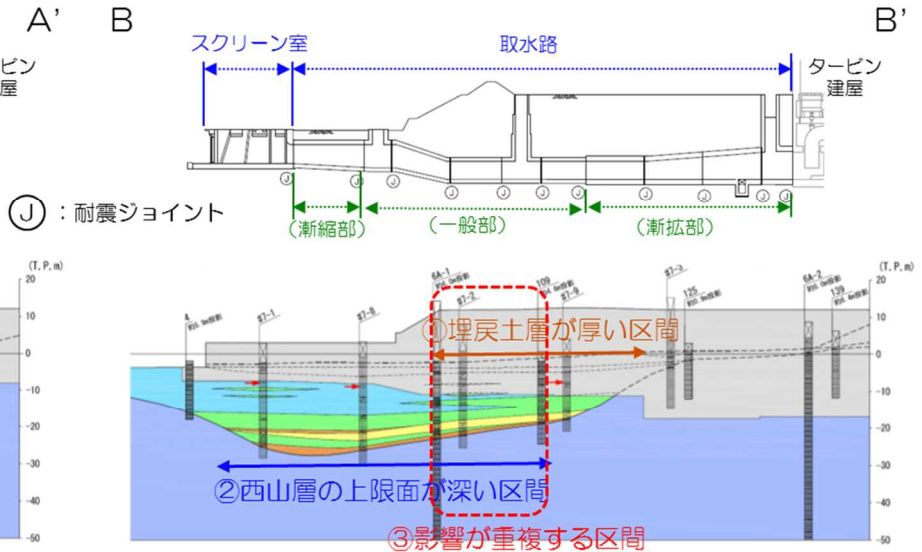 A’ B B’
スクリーン室 取水路
ビン
屋
タービン
建屋
J J J J J J J J J J J
J ：耐震ジョイント
（漸縮部） （一般部） （漸拡部）
(T.P.m) (T.P.m)
20
10
0
-10
-20
-30
-40
-50
20
10
0
-10
-20
-30
-40
-50
4
S7-1
S7-8
6A-1
S7-2
109
S7-9
S7-3
125
6A-2
139
①埋戻土層が厚い区間
②西山層の上限面が深い区間
③影響が重複する区間